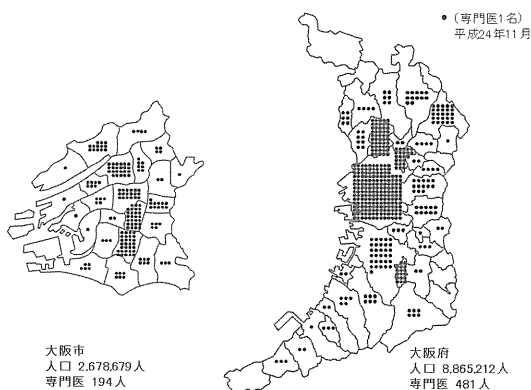 ● (専門医1名)
平成24年11月
大阪市
人口 2,678,679人
専門医 194人
大阪府
人口 8,865,212人
専門医 481人